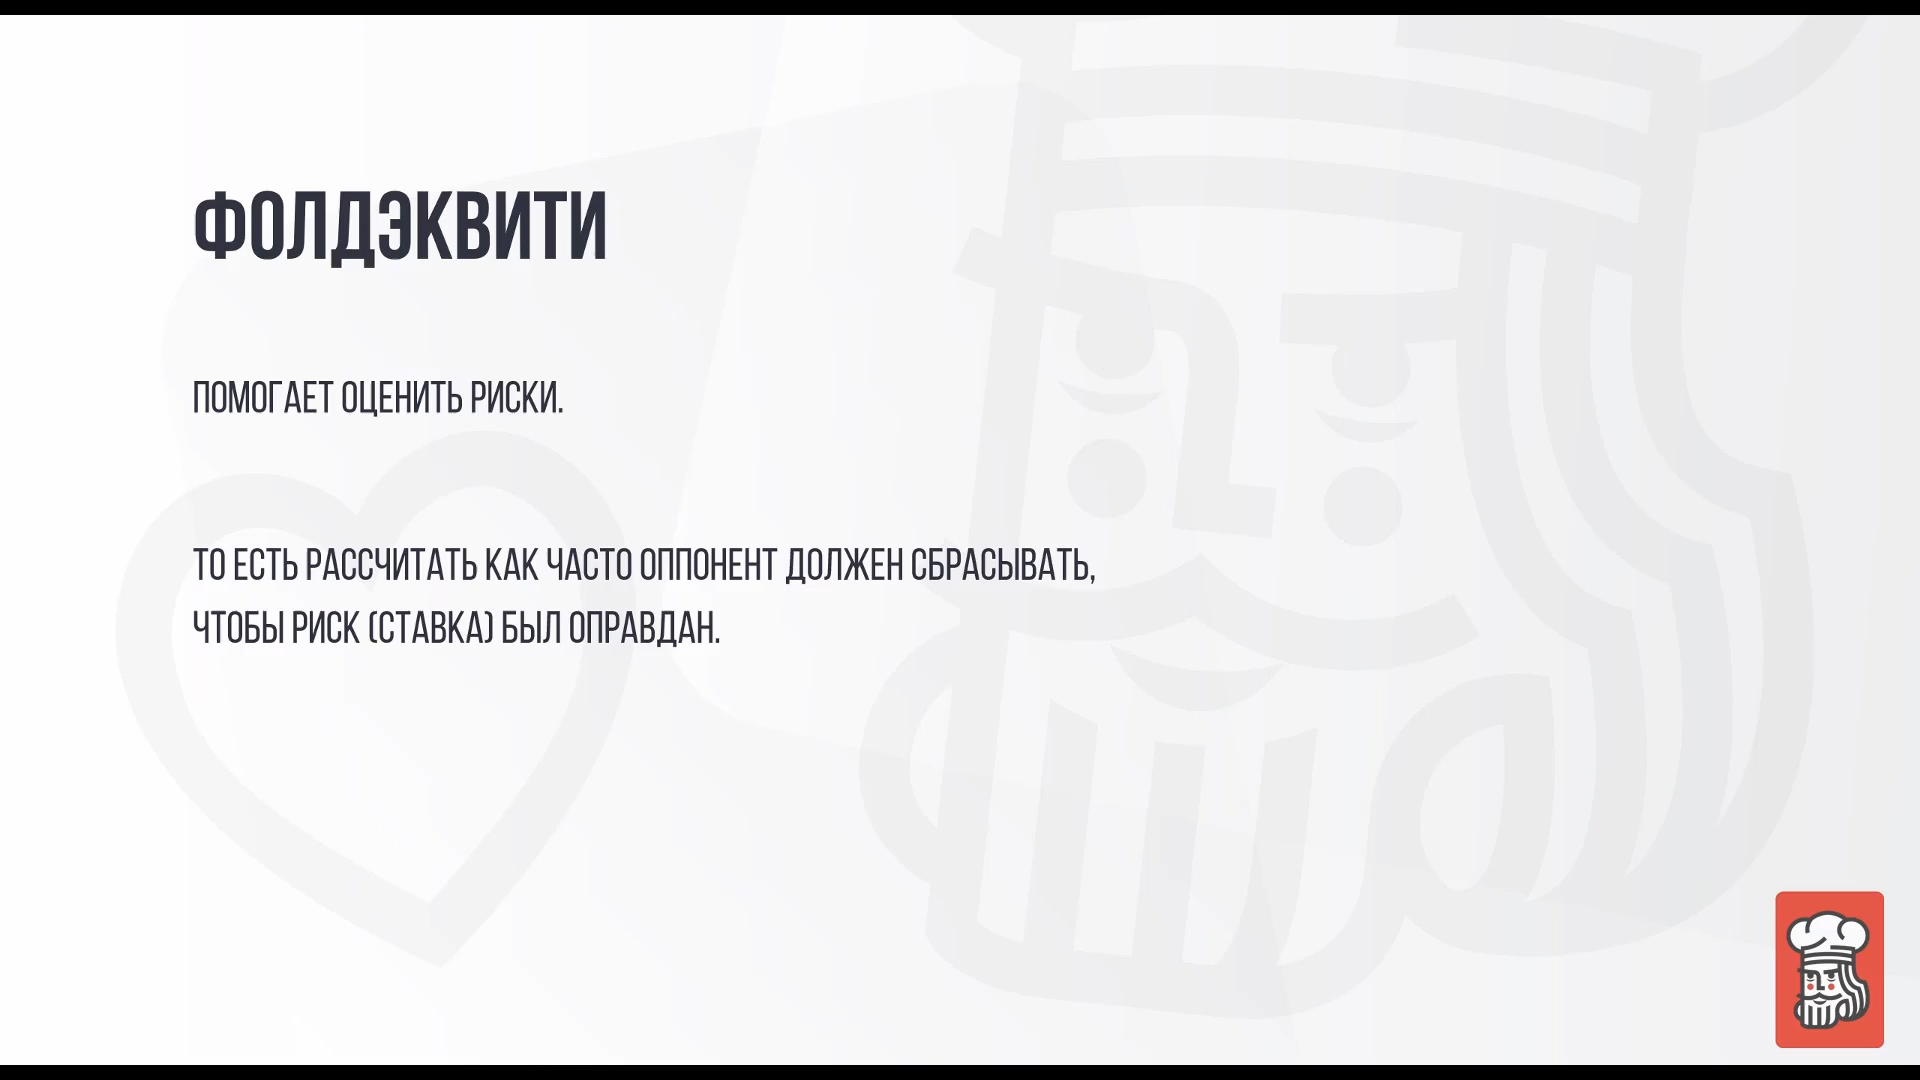 ФОЛДЭКВИТИ
ПОМОГАЕТ ОЦЕНИТЬ РИСКИ.
ТО ЕСТЬ РАССЧИТАТЬ КАК ЧАСТО ОППОНЕНТ ДОЛЖЕН СБРАСЫВАТЬ,
ЧТОБЫ РИСК (СТАВКА) БЫЛ ОПРАВДАН.